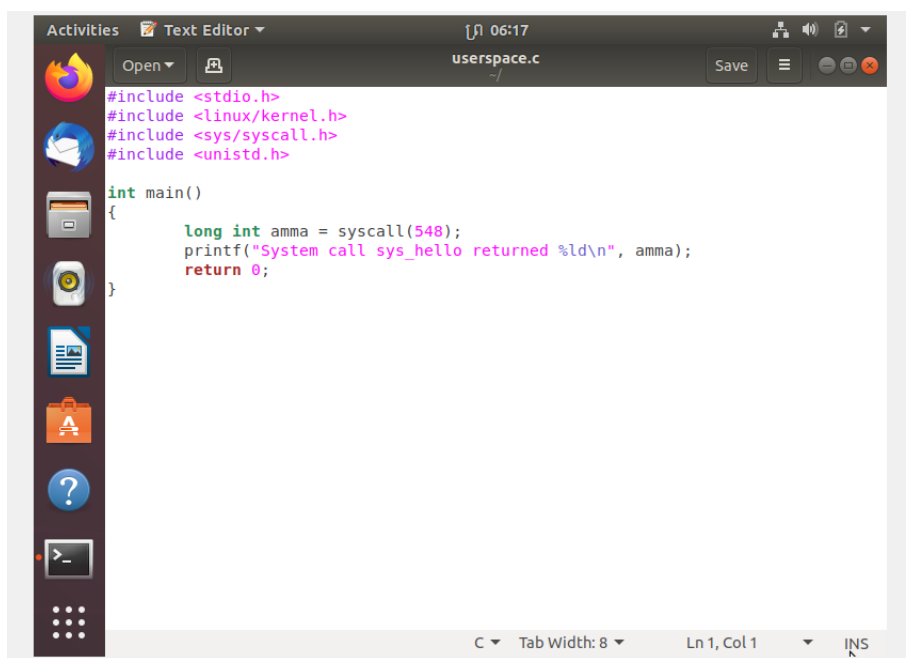 Activities Text Editor 06:17
Open userspace.c Save
~/
#include <stdio.h>
#include <linux/kernel.h>
#include <sys/syscall.h>
#include <unistd.h>
int main()
{
        long int amma = syscall(548);
        printf("System call sys_hello returned %ld\n", amma);
        return 0;
}
C Tab Width: 8 Ln 1, Col 1 INS